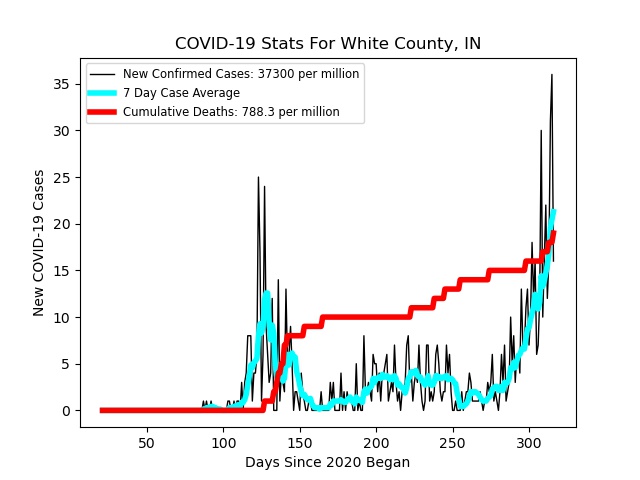 COVID-19 Stats For White County, IN
New Confirmed Cases: 37300 per million
7 Day Case Average
Cumulative Deaths: 788.3 per million
New COVID-19 Cases
35
30
25
20
15
10
5
0
50 100 150 200 250 300
Days Since 2020 Began